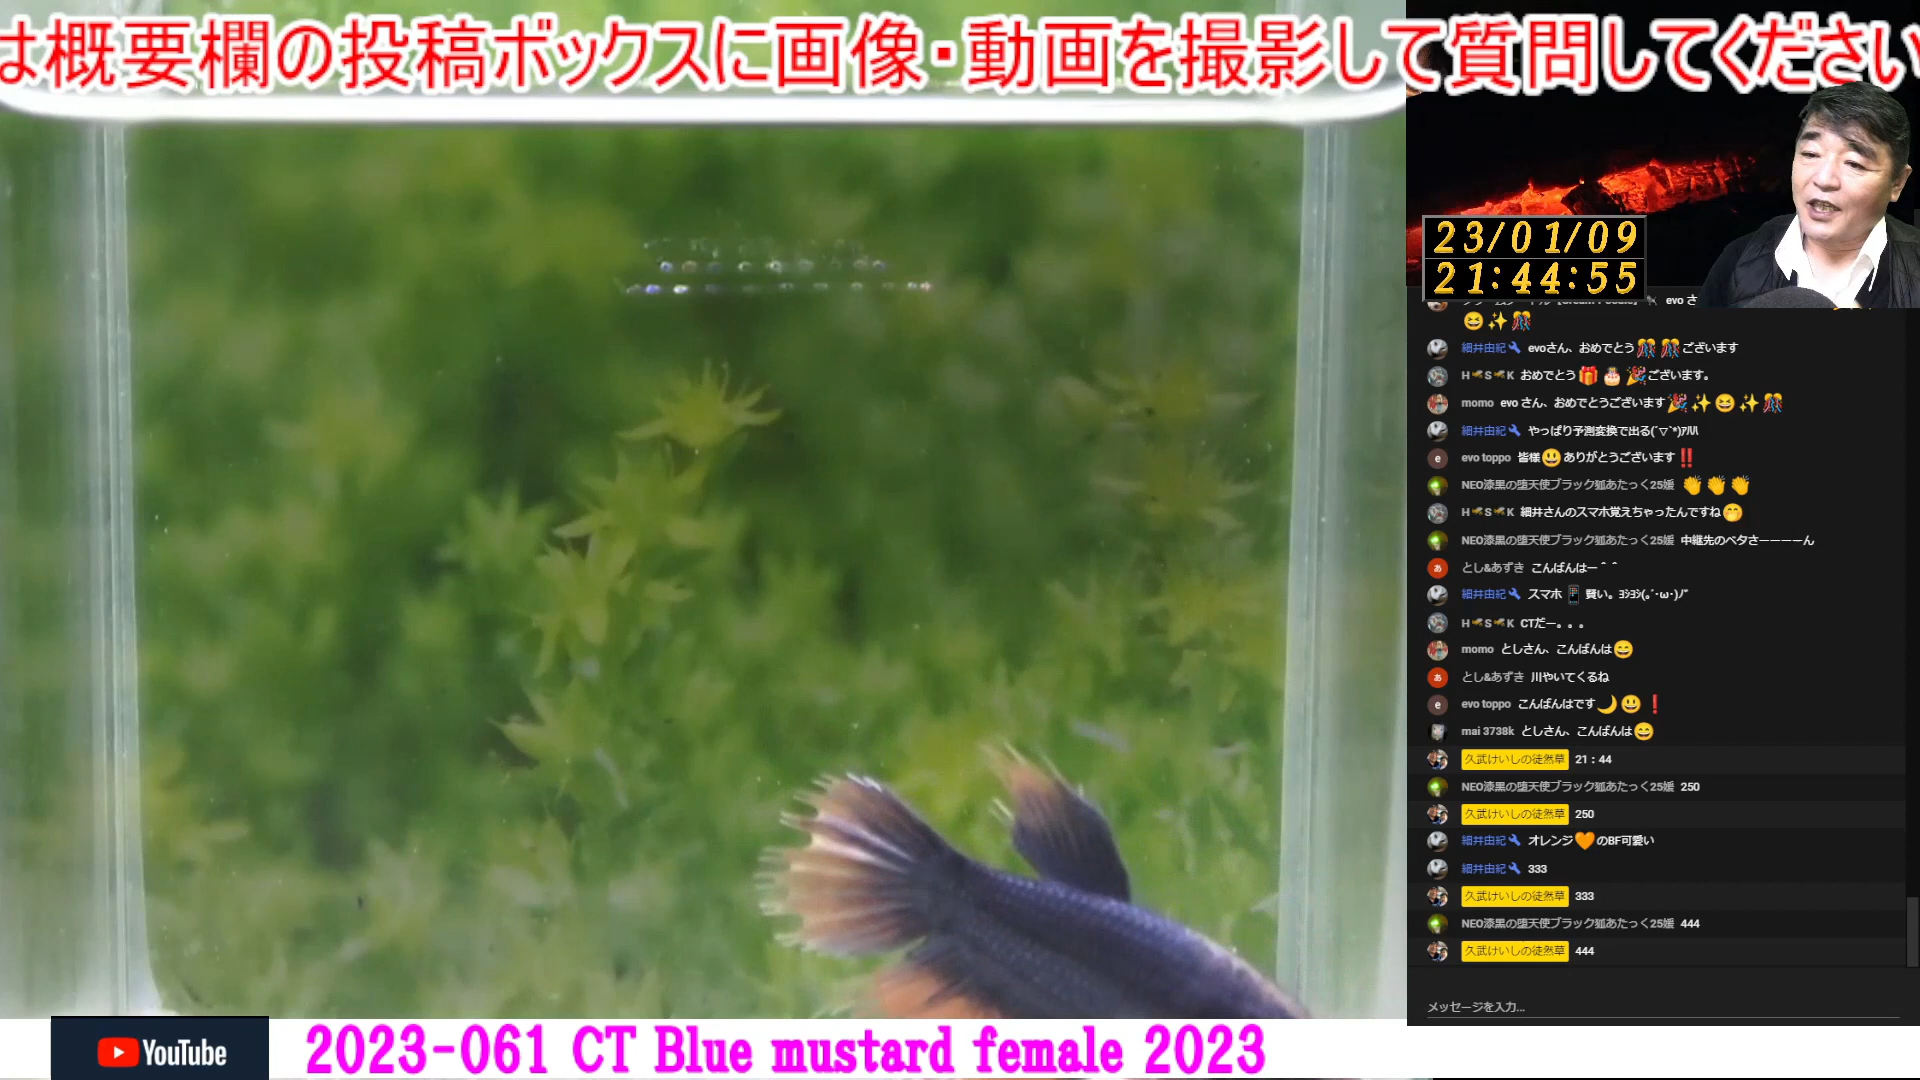 は概要欄の投稿ボックスに画像・動画を撮影して質問してください
23/01/09
21:44:55
evo さ
😆✨🎊
細井由紀🔧 evoさん、おめでとう🎊🎊ございます
H🔫S🔫K おめでとう🎁🎂🎉ございます。
momo evo さん、おめでとうございます🎉✨😆✨🎊
細井由紀🔧 やっぱり予測変換で出る(´▽`*)ｱﾊﾊ
e evo toppo 皆様😃ありがとうございます‼️
NEO漆黒の堕天使ブラック狐あたっく25媛 👏👏👏
H🔫S🔫K 細井さんのスマホ覚えちゃったんですね🤭
NEO漆黒の堕天使ブラック狐あたっく25媛 中継先のベタさーーーーん
あ とし&あずき こんばんはー＾＾
細井由紀🔧 スマホ📱賢い。ﾖｼﾖｼ(｡´･ω･)ﾉﾞ
H🔫S🔫K CTだー。。。
momo としさん、こんばんは😄
あ とし&あずき 川やいてくるね
e evo toppo こんばんはです🌙😃❗
mai 3738k としさん、こんばんは😄
久武けいしの徒然草 21：44
NEO漆黒の堕天使ブラック狐あたっく25媛 250
久武けいしの徒然草 250
細井由紀🔧 オレンジ🧡のBF可愛い
細井由紀🔧 333
久武けいしの徒然草 333
NEO漆黒の堕天使ブラック狐あたっく25媛 444
久武けいしの徒然草 444
メッセージを入力...
YouTube
2023-061 CT Blue mustard female 2023